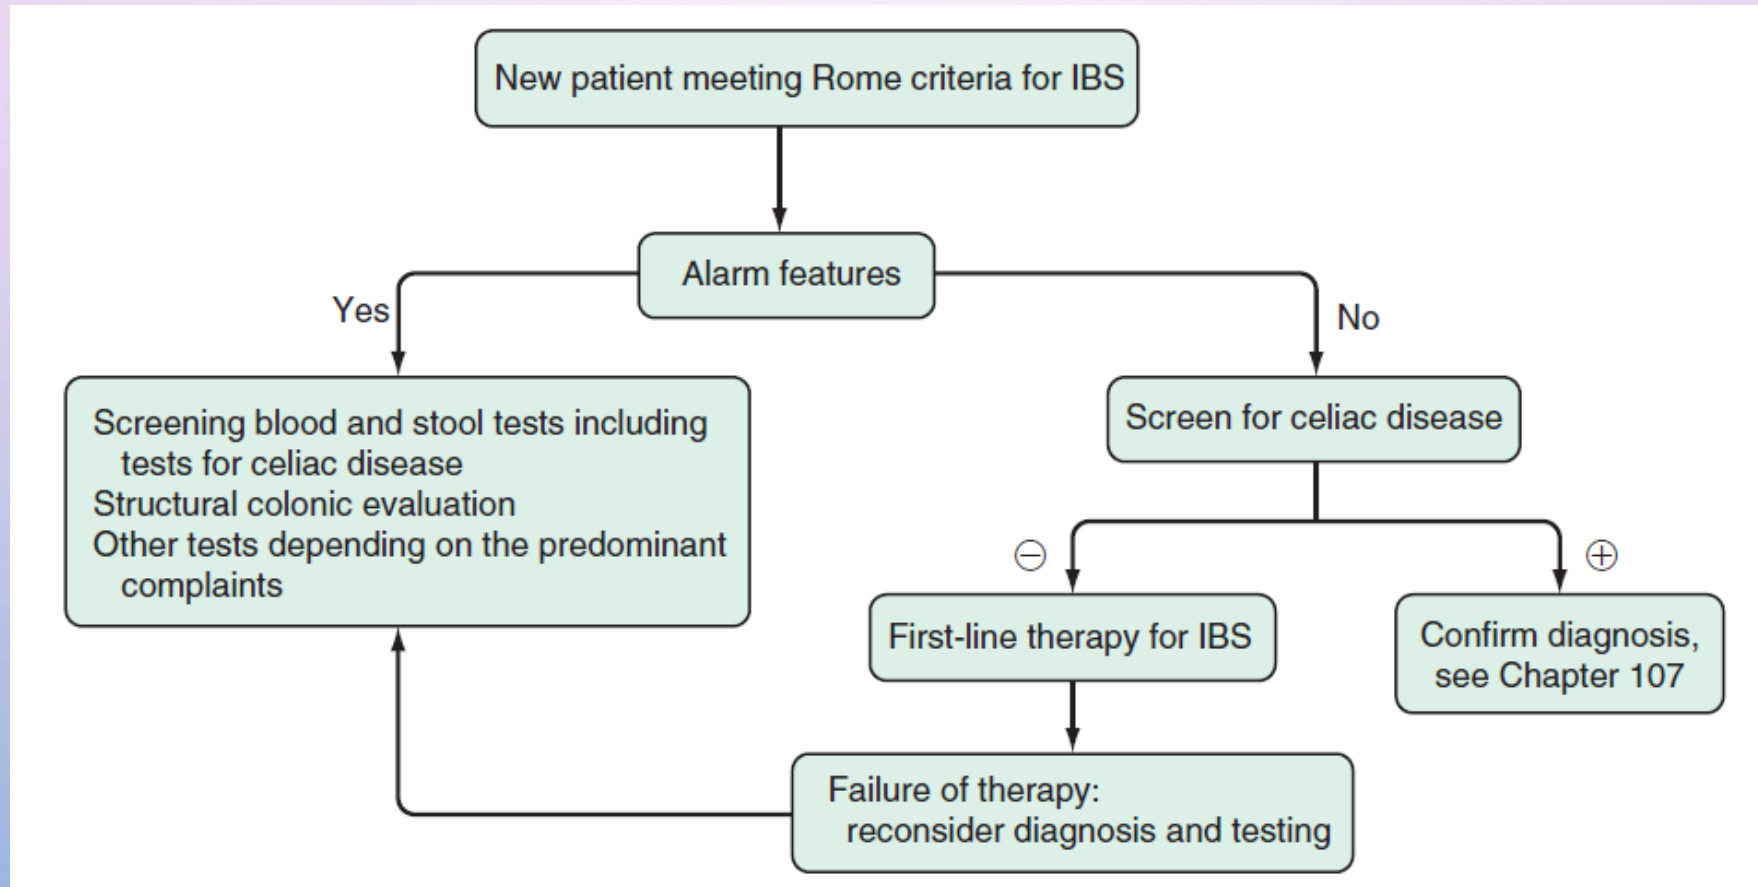 New patient meeting Rome criteria for IBS
Alarm features
Yes
No
Screening blood and stool tests including
tests for celiac disease
Structural colonic evaluation
Other tests depending on the predominant
complaints
Screen for celiac disease
⊖
⊕
First-line therapy for IBS
Confirm diagnosis,
see Chapter 107
Failure of therapy:
reconsider diagnosis and testing